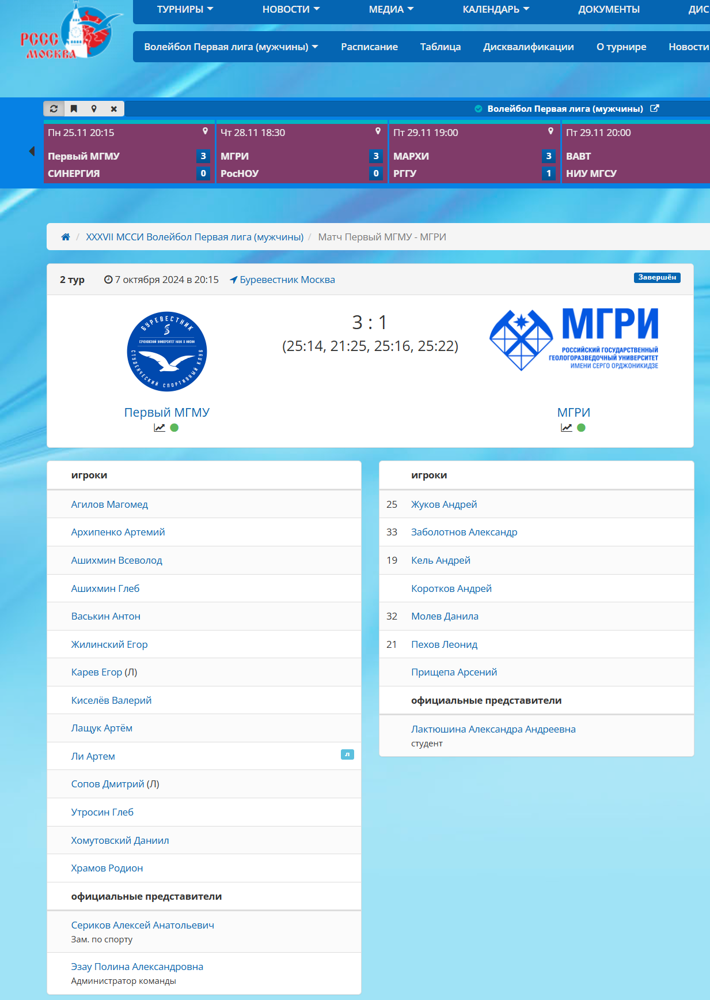 РССС
МОСКВА
ТУРНИРЫ НОВОСТИ МЕДИА КАЛЕНДАРЬ ДОКУМЕНТЫ ДИС
Волейбол Первая лига (мужчины) Расписание Таблица Дисквалификации О турнире Новости
Волейбол Первая лига (мужчины)
Пн 25.11 20:15
Первый МГМУ 3
СИНЕРГИЯ 0
Чт 28.11 18:30
МГРИ 3
РосНОУ 0
Пт 29.11 19:00
МАРХИ 3
РГГУ 1
Пт 29.11 20:00
ВАВТ
НИУ МГСУ
/ XXXVII МССИ Волейбол Первая лига (мужчины) / Матч Первый МГМУ - МГРИ
2 тур 7 октября 2024 в 20:15 Буревестник Москва Завершён
БУРЕВЕСТНИК
СЕЧЕНОВСКИЙ УНИВЕРСИТЕТ НАУК О ЖИЗНИ
СТУДЕНЧЕСКИЙ СПОРТИВНЫЙ КЛУБ
Первый МГМУ
3 : 1
(25:14, 21:25, 25:16, 25:22)
МГРИ
РОССИЙСКИЙ ГОСУДАРСТВЕННЫЙ
ГЕОЛОГОРАЗВЕДОЧНЫЙ УНИВЕРСИТЕТ
ИМЕНИ СЕРГО ОРДЖОНИКИДЗЕ
МГРИ
игроки
Агилов Магомед
Архипенко Артемий
Ашихмин Всеволод
Ашихмин Глеб
Васькин Антон
Жилинский Егор
Карев Егор (Л)
Киселёв Валерий
Лащук Артём
Ли Артем л
Сопов Дмитрий (Л)
Утросин Глеб
Хомутовский Даниил
Храмов Родион
официальные представители
Сериков Алексей Анатольевич
Зам. по спорту
Эзау Полина Александровна
Администратор команды
игроки
25 Жуков Андрей
33 Заболотнов Александр
19 Кель Андрей
Коротков Андрей
32 Молев Данила
21 Пехов Леонид
Прищепа Арсений
официальные представители
Лактюшина Александра Андреевна
студент